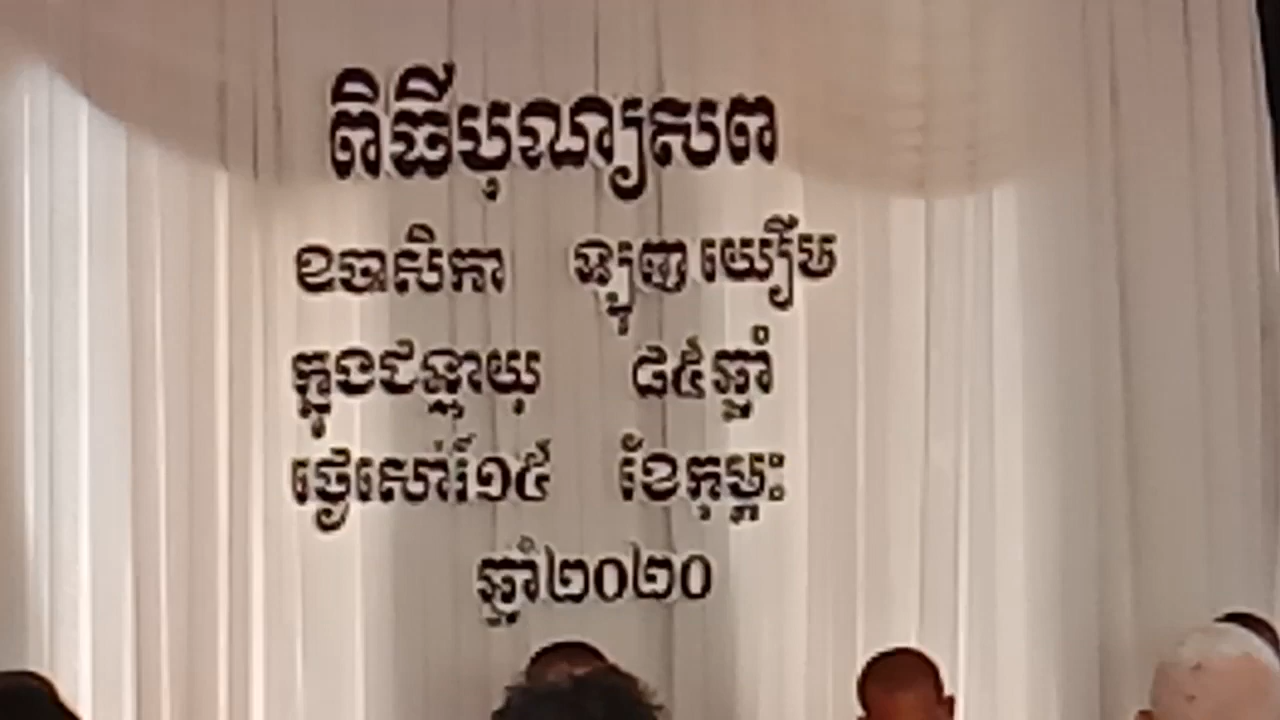 ពិធីបុណ្យសព
ឧបាសិកា ឡុញ យឿម
ក្នុងជន្មាយុ ៨៥ឆ្នាំ
ថ្ងៃសៅរ៍១៥ ខែកុម្ភះ
ឆ្នាំ២០២០